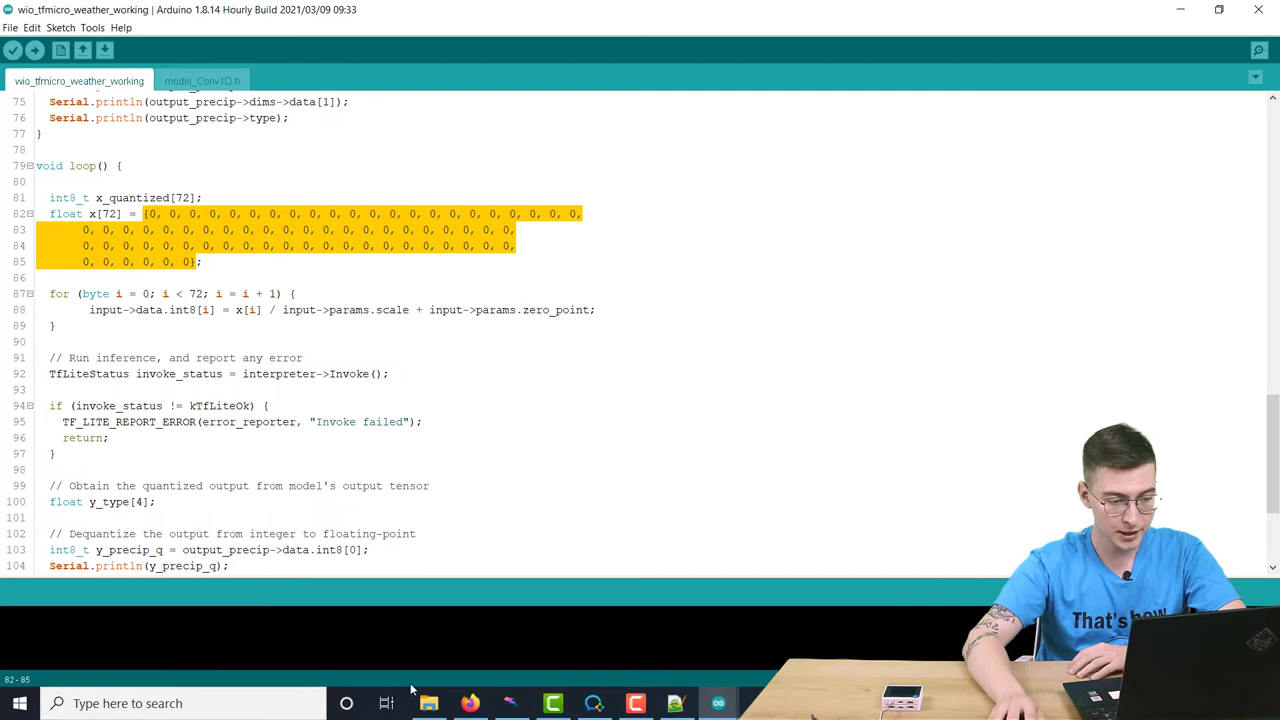 wio_tfmicro_weather_working | Arduino 1.8.14 Hourly Build 2021/03/09 09:33
File Edit Sketch Tools Help
wio_tfmicro_weather_working model_Conv1D.h
75 Serial.println(output_precip->dims->data[1]);
76 Serial.println(output_precip->type);
77 }
78
79 void loop() {
80
81 int8_t x_quantized[72];
82 float x[72] = {0, 0, 0, 0, 0, 0, 0, 0, 0, 0, 0, 0, 0, 0, 0, 0, 0, 0, 0, 0, 0, 0,
83 0, 0, 0, 0, 0, 0, 0, 0, 0, 0, 0, 0, 0, 0, 0, 0, 0, 0, 0, 0, 0, 0,
84 0, 0, 0, 0, 0, 0, 0, 0, 0, 0, 0, 0, 0, 0, 0, 0, 0, 0, 0, 0, 0, 0,
85 0, 0, 0, 0, 0, 0};
86
87 for (byte i = 0; i < 72; i = i + 1) {
88 input->data.int8[i] = x[i] / input->params.scale + input->params.zero_point;
89 }
90
91 // Run inference, and report any error
92 TfLiteStatus invoke_status = interpreter->Invoke();
93
94 if (invoke_status != kTfLiteOk) {
95 TF_LITE_REPORT_ERROR(error_reporter, "Invoke failed");
96 return;
97 }
98
99 // Obtain the quantized output from model's output tensor
100 float y_type[4];
101
102 // Dequantize the output from integer to floating-point
103 int8_t y_precip_q = output_precip->data.int8[0];
104 Serial.println(y_precip_q);
That's how
82 - 85
Type here to search